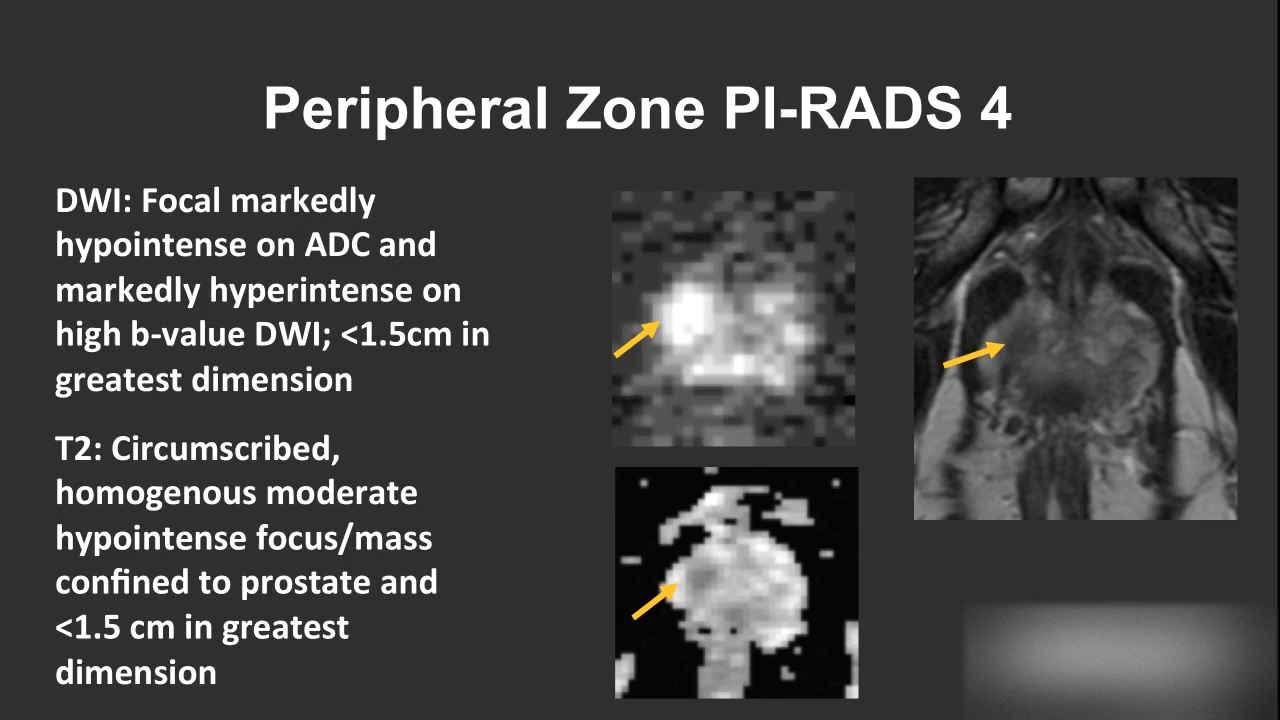 Peripheral Zone PI-RADS 4
DWI: Focal markedly
hypointense on ADC and
markedly hyperintense on
high b-value DWI; <1.5cm in
greatest dimension
T2: Circumscribed,
homogenous moderate
hypointense focus/mass
confined to prostate and
<1.5 cm in greatest
dimension